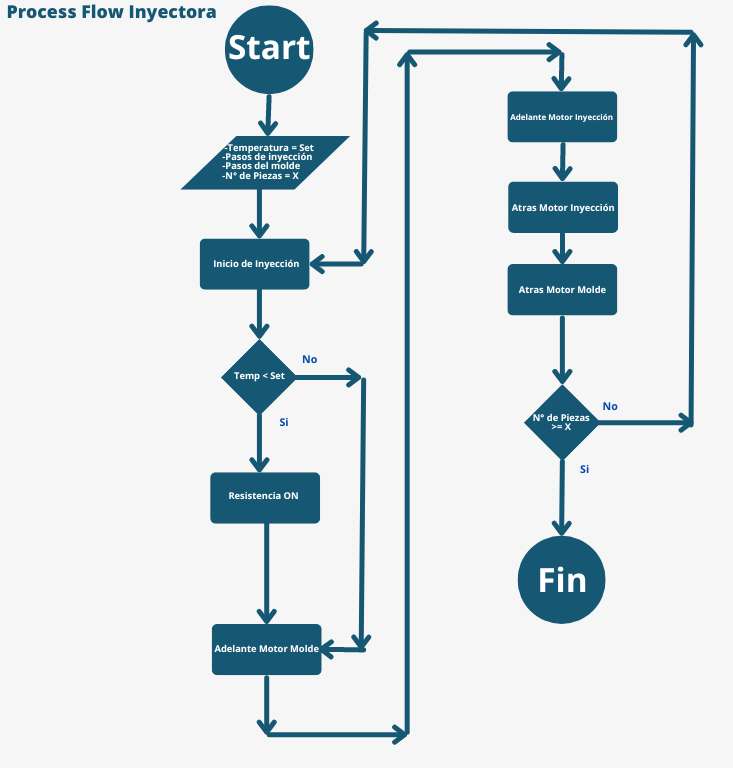 Process Flow Inyectora
Start
-Temperatura = Set
-Pasos de inyección
-Pasos del molde
-N° de Piezas = X
Inicio de Inyección
Temp < Set
No
Si
Resistencia ON
Adelante Motor Molde
Adelante Motor Inyección
Atras Motor Inyección
Atras Motor Molde
N° de Piezas
>= X
No
Si
Fin